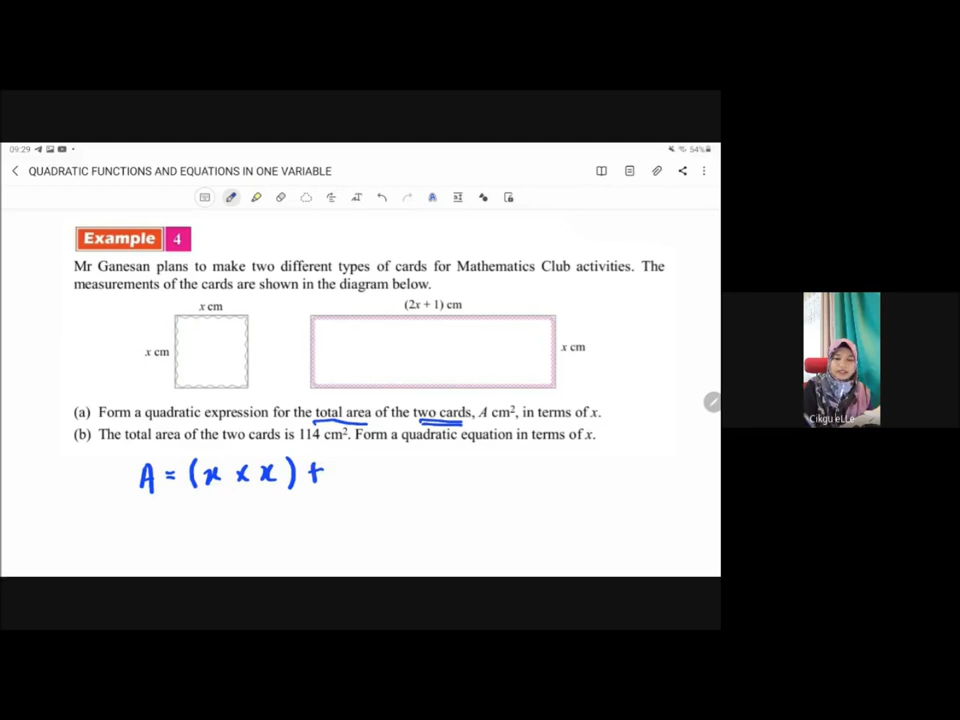 09:29 54%
QUADRATIC FUNCTIONS AND EQUATIONS IN ONE VARIABLE
Example 4
Mr Ganesan plans to make two different types of cards for Mathematics Club activities. The
measurements of the cards are shown in the diagram below.
x cm (2x + 1) cm
x cm x cm
(a) Form a quadratic expression for the total area of the two cards, A cm², in terms of x.
(b) The total area of the two cards is 114 cm². Form a quadratic equation in terms of x.
A = (x × x) +
Cikgu eLLe